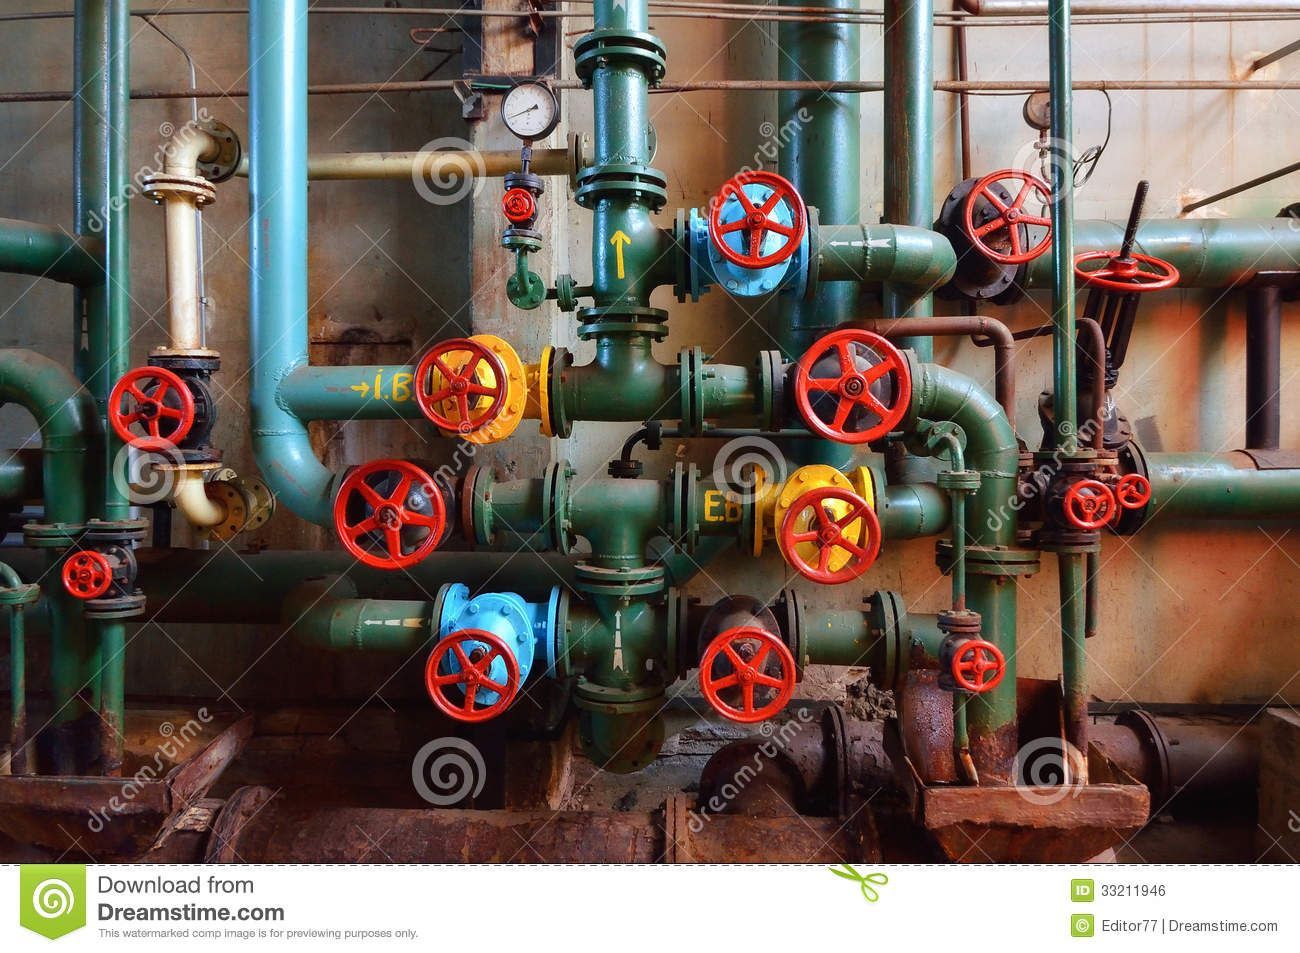 İ.B
E.B
dreamstime
Download from
Dreamstime.com
This watermarked comp image is for previewing purposes only.
ID 33211946
© Editor77 | Dreamstime.com